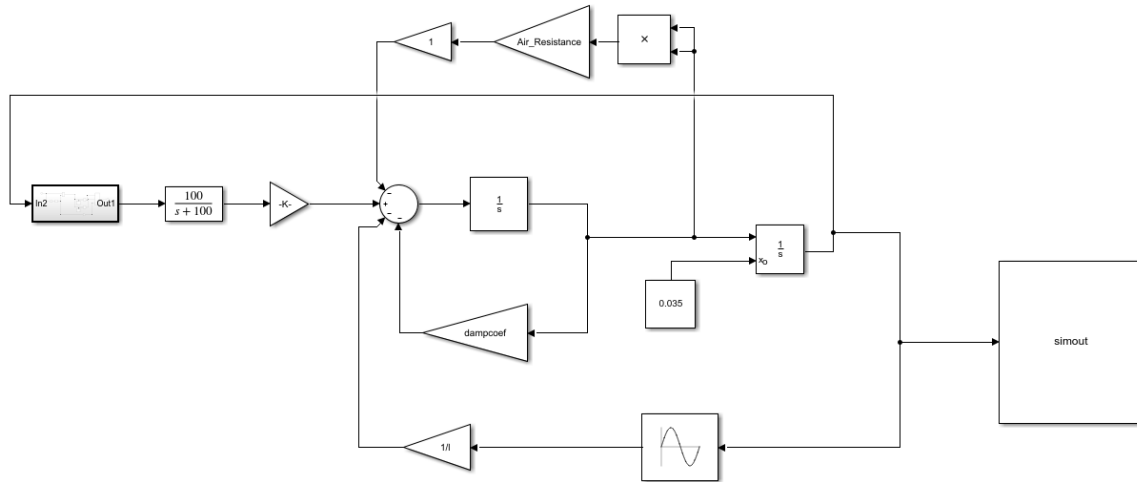 1
Air_Resistance
×
In2
Out1
100
s + 100
-K-
−
+
−
−
1
s
1
s
x₀
0.035
dampcoef
simout
1/I